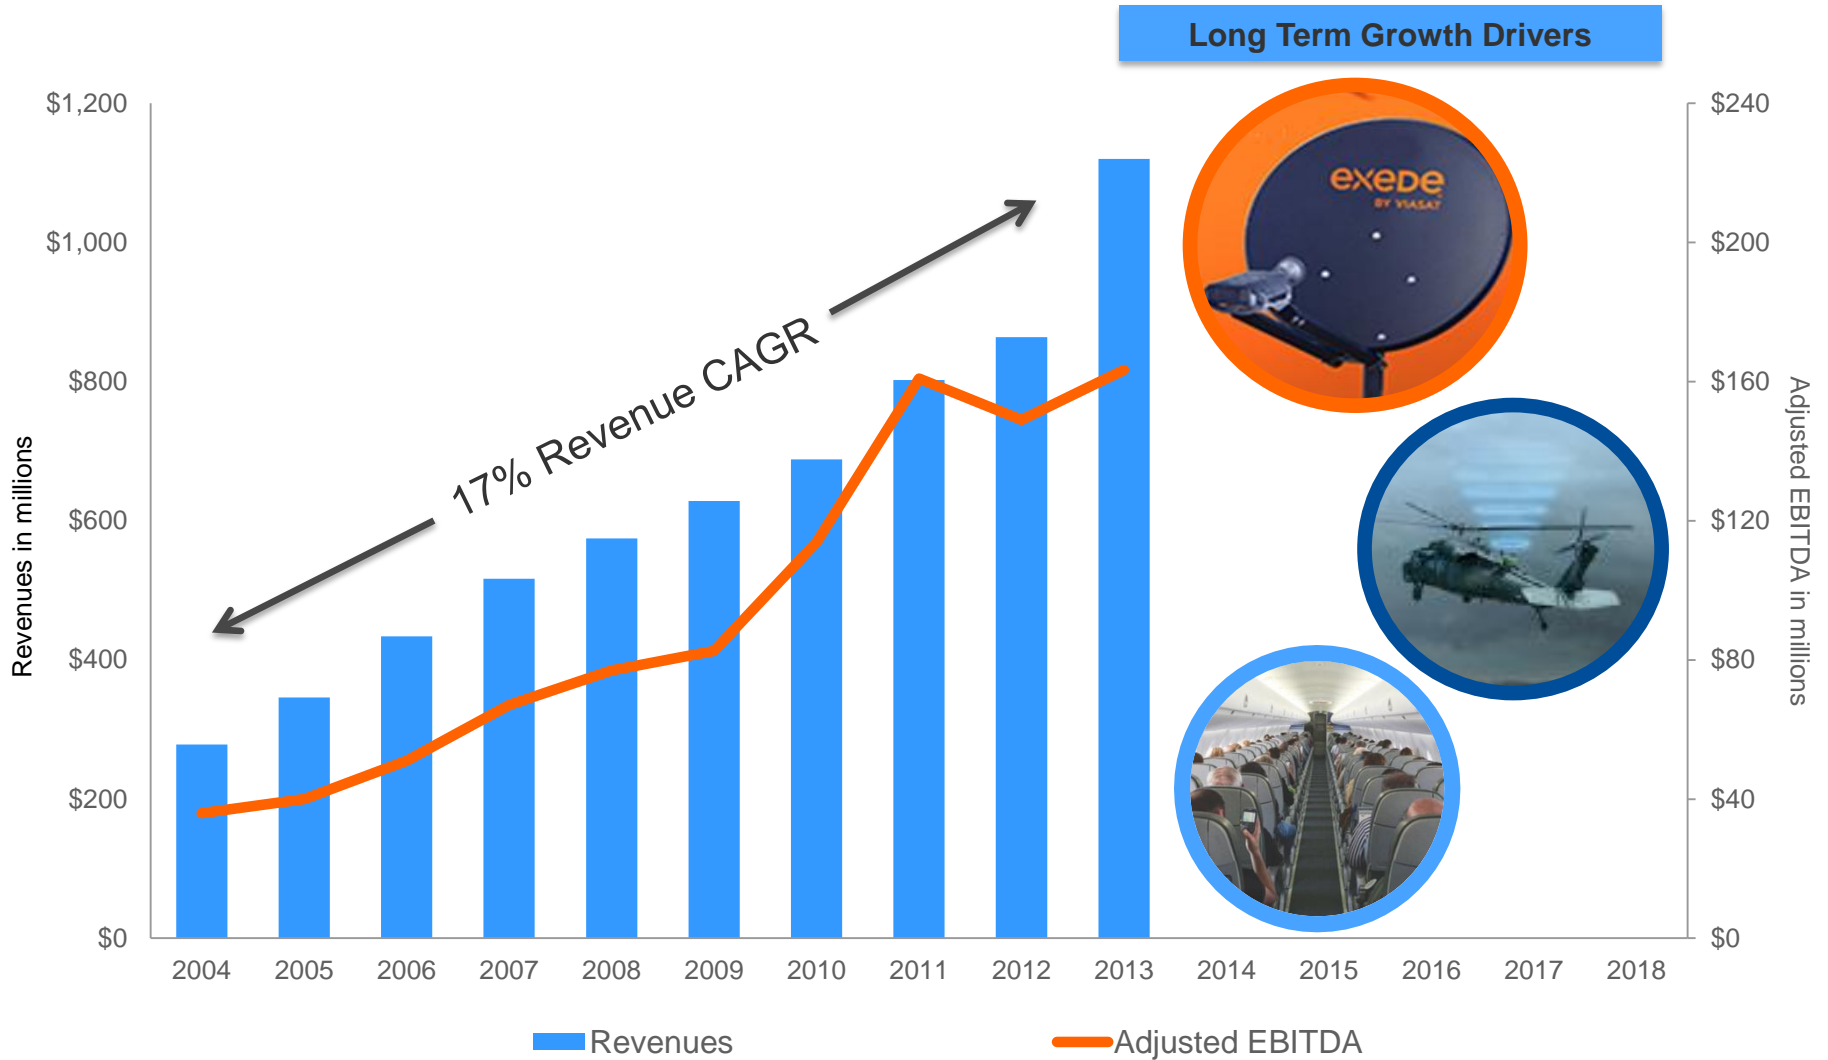 Long Term Growth Drivers
$1,200
$1,000
$800
$600
$400
$200
$0
Revenues in millions
17% Revenue CAGR
exede
BY VIASAT
$240
$200
$160
$120
$80
$40
$0
Adjusted EBITDA in millions
2004 2005 2006 2007 2008 2009 2010 2011 2012 2013 2014 2015 2016 2017 2018
Revenues Adjusted EBITDA